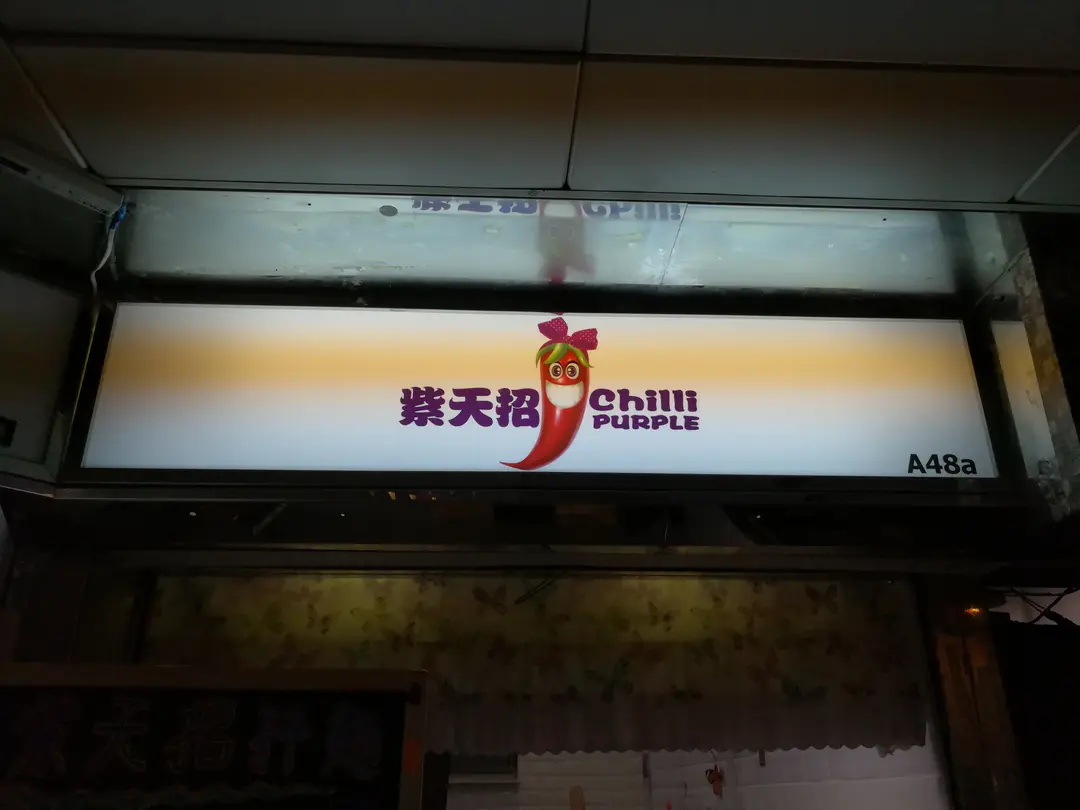 紫天招
Chilli
PURPLE
A48a